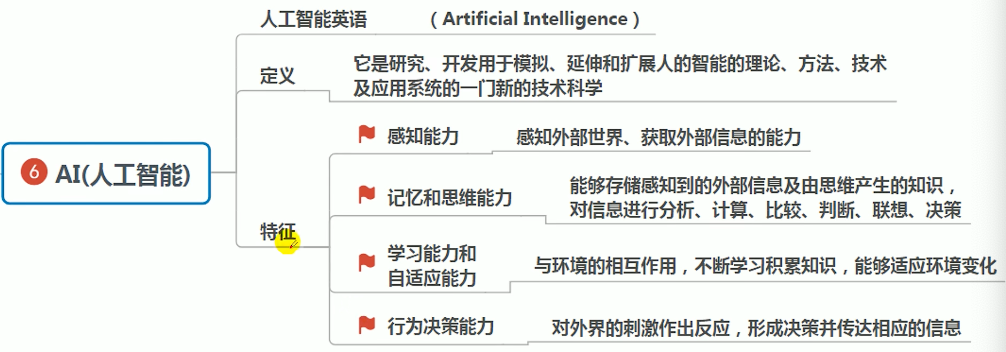 人工智能英语 （Artificial Intelligence）
定义
它是研究、开发用于模拟、延伸和扩展人的智能的理论、方法、技术
及应用系统的一门新的技术科学
6 AI(人工智能)
特征
感知能力 感知外部世界、获取外部信息的能力
记忆和思维能力
能够存储感知到的外部信息及由思维产生的知识，
对信息进行分析、计算、比较、判断、联想、决策
学习能力和
自适应能力
与环境的相互作用，不断学习积累知识，能够适应环境变化
行为决策能力 对外界的刺激作出反应，形成决策并传达相应的信息